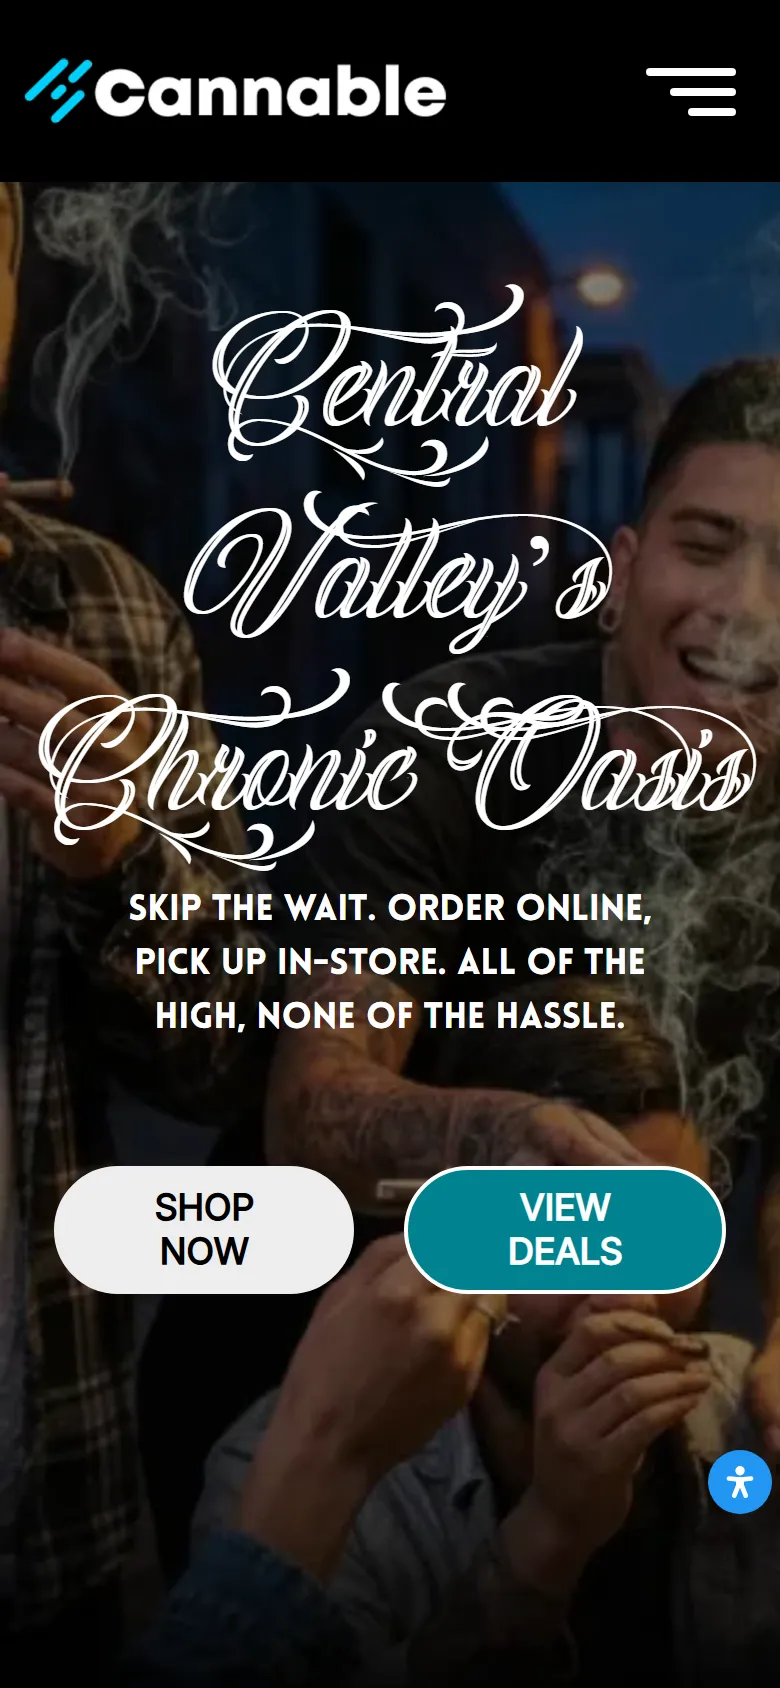 Cannable
Central
Valley's
Chronic Oasis
SKIP THE WAIT. ORDER ONLINE,
PICK UP IN-STORE. ALL OF THE
HIGH, NONE OF THE HASSLE.
SHOP
NOW
VIEW
DEALS